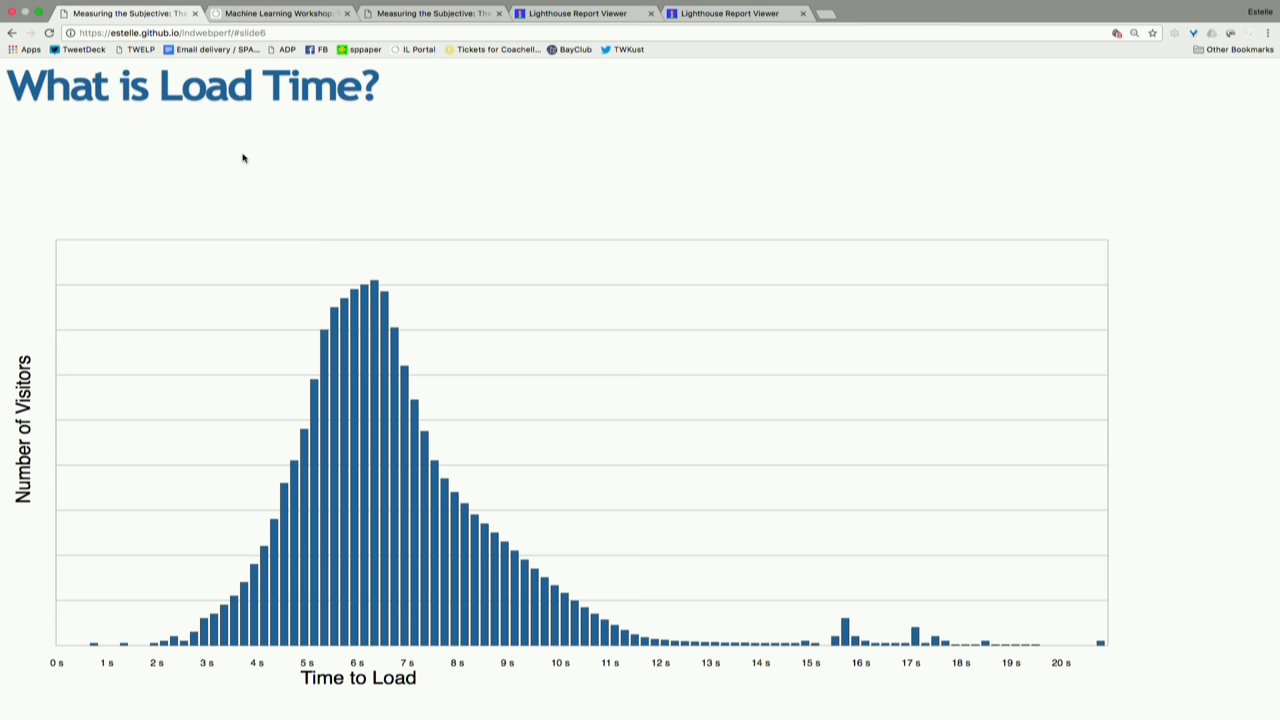 Measuring the Subjective: Th
Machine Learning Workshop:
Measuring the Subjective: Th
Lighthouse Report Viewer
Lighthouse Report Viewer
Estelle
https://estelle.github.io/lndwebperf/#slide6
Apps TweetDeck TWELP Email delivery / SPA... ADP FB sppaper IL Portal Tickets for Coachell... BayClub TWKust Other Bookmarks
What is Load Time?
Number of Visitors
0 s 1 s 2 s 3 s 4 s 5 s 6 s 7 s 8 s 9 s 10 s 11 s 12 s 13 s 14 s 15 s 16 s 17 s 18 s 19 s 20 s
Time to Load